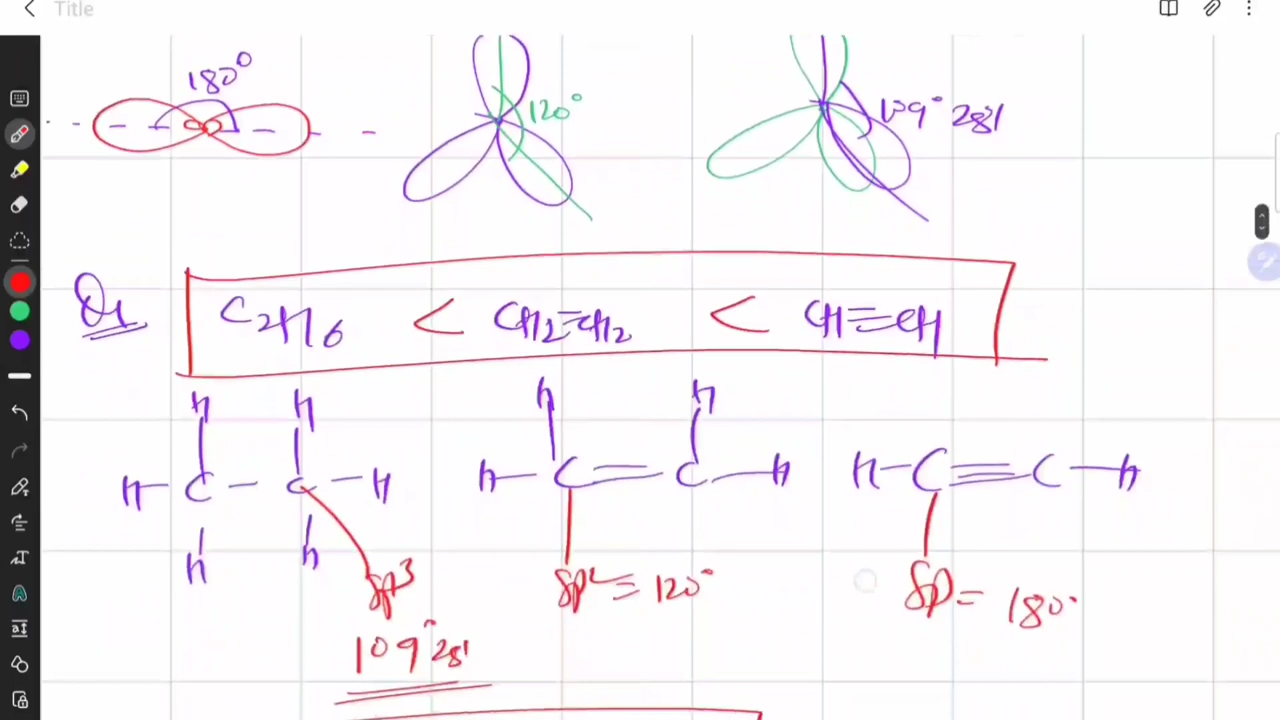 Title
180°
120°
109° 28'
Q1
C2H6 < CH2=CH2 < CH≡CH
H H
H - C - C - H
H H
H H
H - C = C - H
H - C ≡ C - H
sp3
109° 28'
sp2 = 120°
sp = 180°